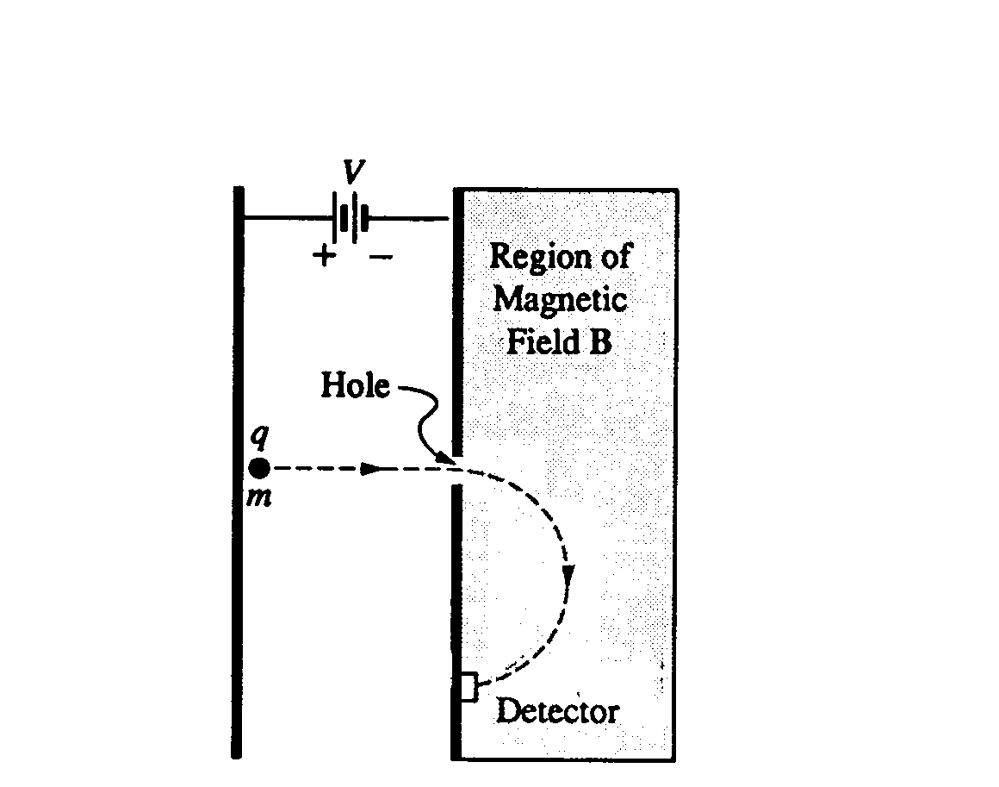 V
+ −
Region of
Magnetic
Field B
Hole
q
m
Detector